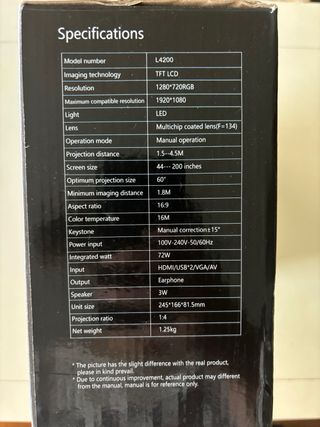 Specifications
Model number L4200
Imaging technology TFT LCD
Resolution 1280*720RGB
Maximum compatible resolution 1920*1080
Light LED
Lens Multichip coated lens(F=134)
Operation mode Manual operation
Projection distance 1.5--4.5M
Screen size 44--- 200 inches
Optimum projection size 60"
Minimum imaging distance 1.8M
Aspect ratio 16:9
Color temperature 16M
Keystone Manual correction±15°
Power input 100V-240V-50/60Hz
Integrated watt 72W
Input HDMI/USB*2/VGA/AV
Output Earphone
Speaker 3W
Unit size 245*166*81.5mm
Projection ratio 1:4
Net weight 1.25kg
* The picture has the slight difference with the real product,
please in kind prevail.
* Due to continuous improvement, actual product may different
from the manual, manual is for reference only.